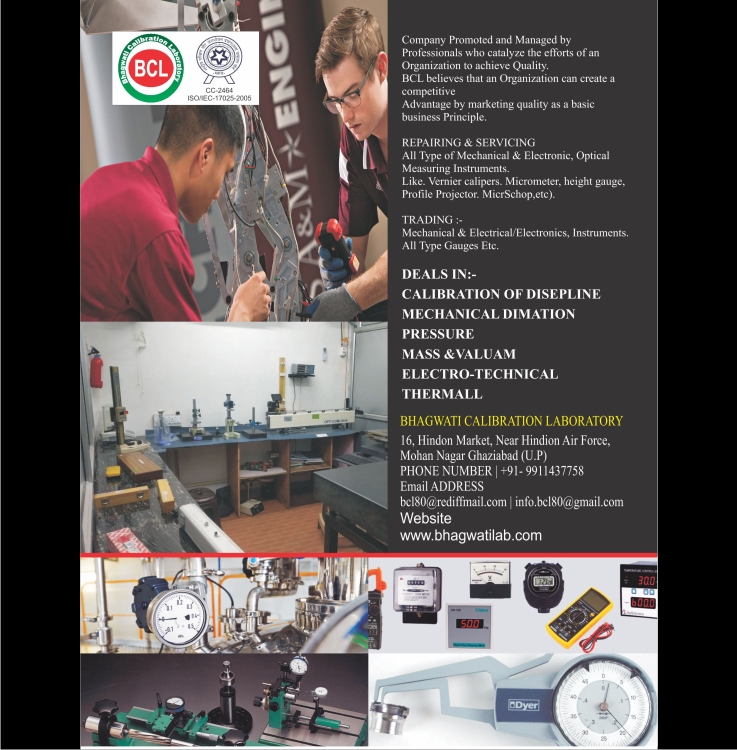 Bhagwati Calibration Laboratory
BCL
CC-2464
ISO/IEC-17025-2005
ENGI
A&M
Company Promoted and Managed by
Professionals who catalyze the efforts of an
Organization to achieve Quality.
BCL believes that an Organization can create a
competitive
Advantage by marketing quality as a basic
business Principle.
REPAIRING & SERVICING
All Type of Mechanical & Electronic, Optical
Measuring Instruments.
Like. Vernier calipers. Micrometer, height gauge,
Profile Projector. MicrSchop,etc).
TRADING :-
Mechanical & Electrical/Electronics, Instruments.
All Type Gauges Etc.
DEALS IN:-
CALIBRATION OF DISEPLINE
MECHANICAL DIMATION
PRESSURE
MASS &VALUAM
ELECTRO-TECHNICAL
THERMALL
BHAGWATI CALIBRATION LABORATORY
16, Hindon Market, Near Hindion Air Force,
Mohan Nagar Ghaziabad (U.P)
PHONE NUMBER | +91- 9911437758
Email ADDRESS
bcl80@rediffmail.com | info.bcl80@gmail.com
Website
www.bhagwatilab.com
50.0
30.0
600.0
Dyer